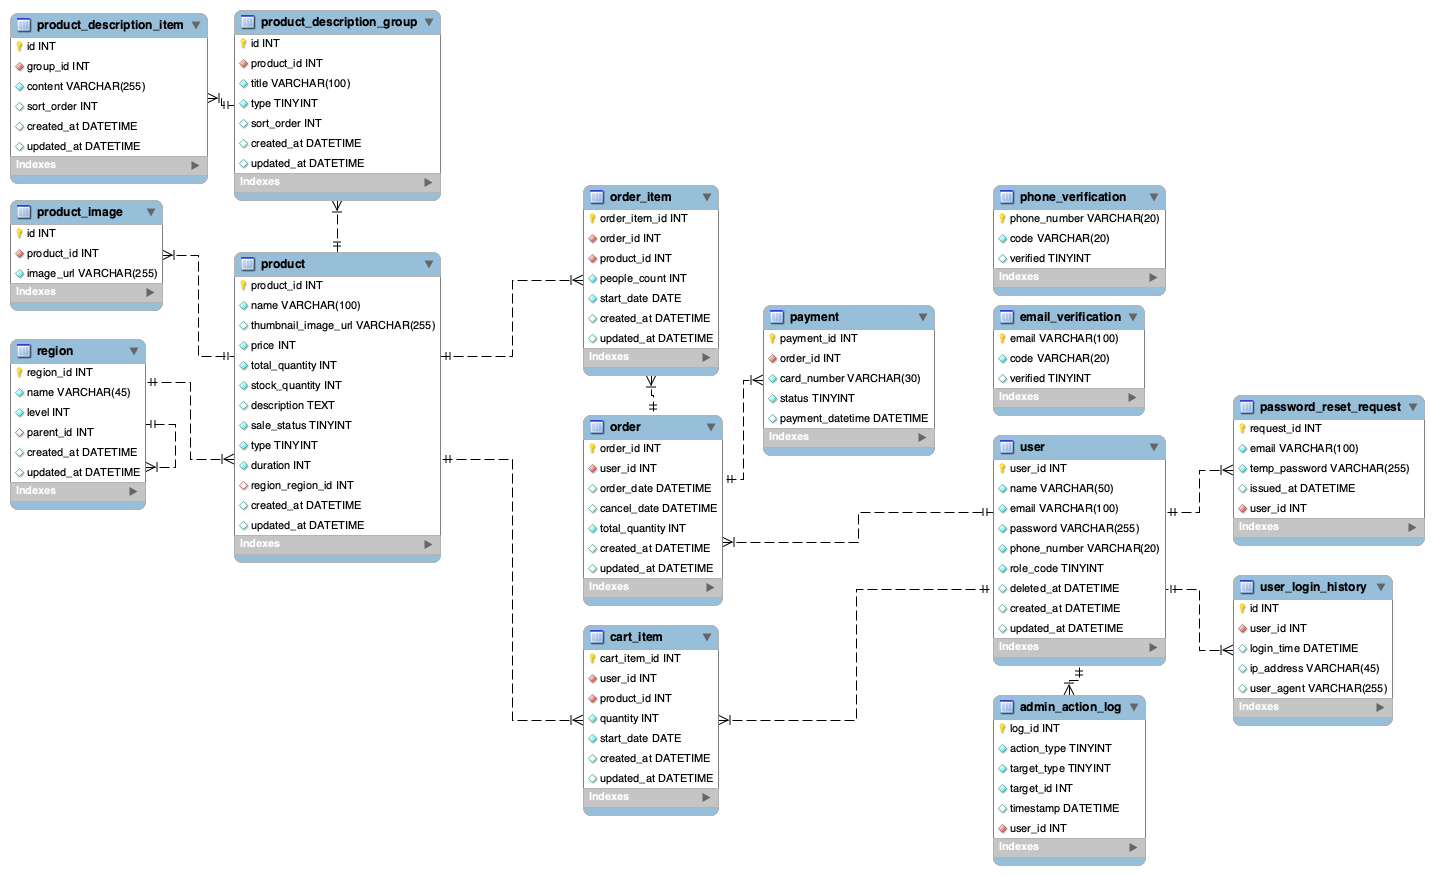 product_description_item
id INT
group_id INT
content VARCHAR(255)
sort_order INT
created_at DATETIME
updated_at DATETIME
Indexes
product_description_group
id INT
product_id INT
title VARCHAR(100)
type TINYINT
sort_order INT
created_at DATETIME
updated_at DATETIME
Indexes
product_image
id INT
product_id INT
image_url VARCHAR(255)
Indexes
region
region_id INT
name VARCHAR(45)
level INT
parent_id INT
created_at DATETIME
updated_at DATETIME
Indexes
product
product_id INT
name VARCHAR(100)
thumbnail_image_url VARCHAR(255)
price INT
total_quantity INT
stock_quantity INT
description TEXT
sale_status TINYINT
type TINYINT
duration INT
region_region_id INT
created_at DATETIME
updated_at DATETIME
Indexes
order_item
order_item_id INT
order_id INT
product_id INT
people_count INT
start_date DATE
created_at DATETIME
updated_at DATETIME
Indexes
payment
payment_id INT
order_id INT
card_number VARCHAR(30)
status TINYINT
payment_datetime DATETIME
Indexes
order
order_id INT
user_id INT
order_date DATETIME
cancel_date DATETIME
total_quantity INT
created_at DATETIME
updated_at DATETIME
Indexes
cart_item
cart_item_id INT
user_id INT
product_id INT
quantity INT
start_date DATE
created_at DATETIME
updated_at DATETIME
Indexes
phone_verification
phone_number VARCHAR(20)
code VARCHAR(20)
verified TINYINT
Indexes
email_verification
email VARCHAR(100)
code VARCHAR(20)
verified TINYINT
Indexes
user
user_id INT
name VARCHAR(50)
email VARCHAR(100)
password VARCHAR(255)
phone_number VARCHAR(20)
role_code TINYINT
deleted_at DATETIME
created_at DATETIME
updated_at DATETIME
Indexes
password_reset_request
request_id INT
email VARCHAR(100)
temp_password VARCHAR(255)
issued_at DATETIME
user_id INT
Indexes
user_login_history
id INT
user_id INT
login_time DATETIME
ip_address VARCHAR(45)
user_agent VARCHAR(255)
Indexes
admin_action_log
log_id INT
action_type TINYINT
target_type TINYINT
target_id INT
timestamp DATETIME
user_id INT
Indexes